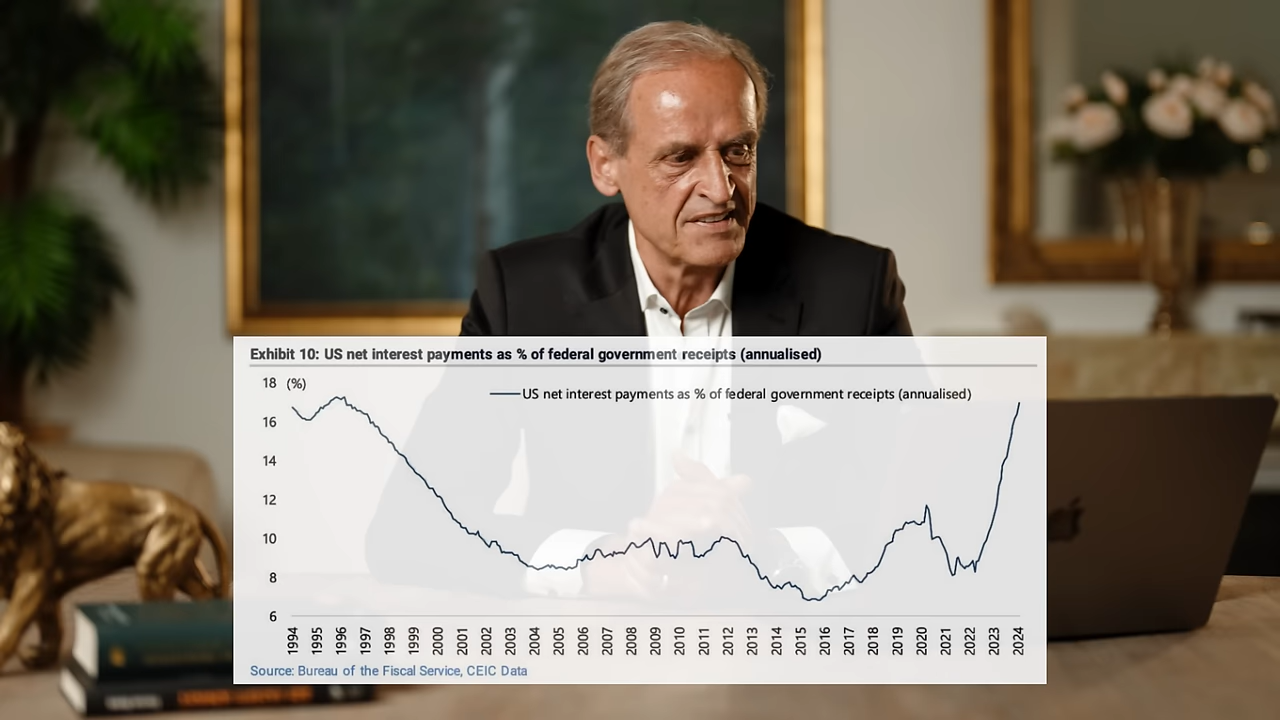 Exhibit 10: US net interest payments as % of federal government receipts (annualised)
18 (%)
US net interest payments as % of federal government receipts (annualised)
16
14
12
10
8
6
1994 1995 1996 1997 1998 1999 2000 2001 2002 2003 2004 2005 2006 2007 2008 2009 2010 2011 2012 2013 2014 2015 2016 2017 2018 2019 2020 2021 2022 2023 2024
Source: Bureau of the Fiscal Service, CEIC Data